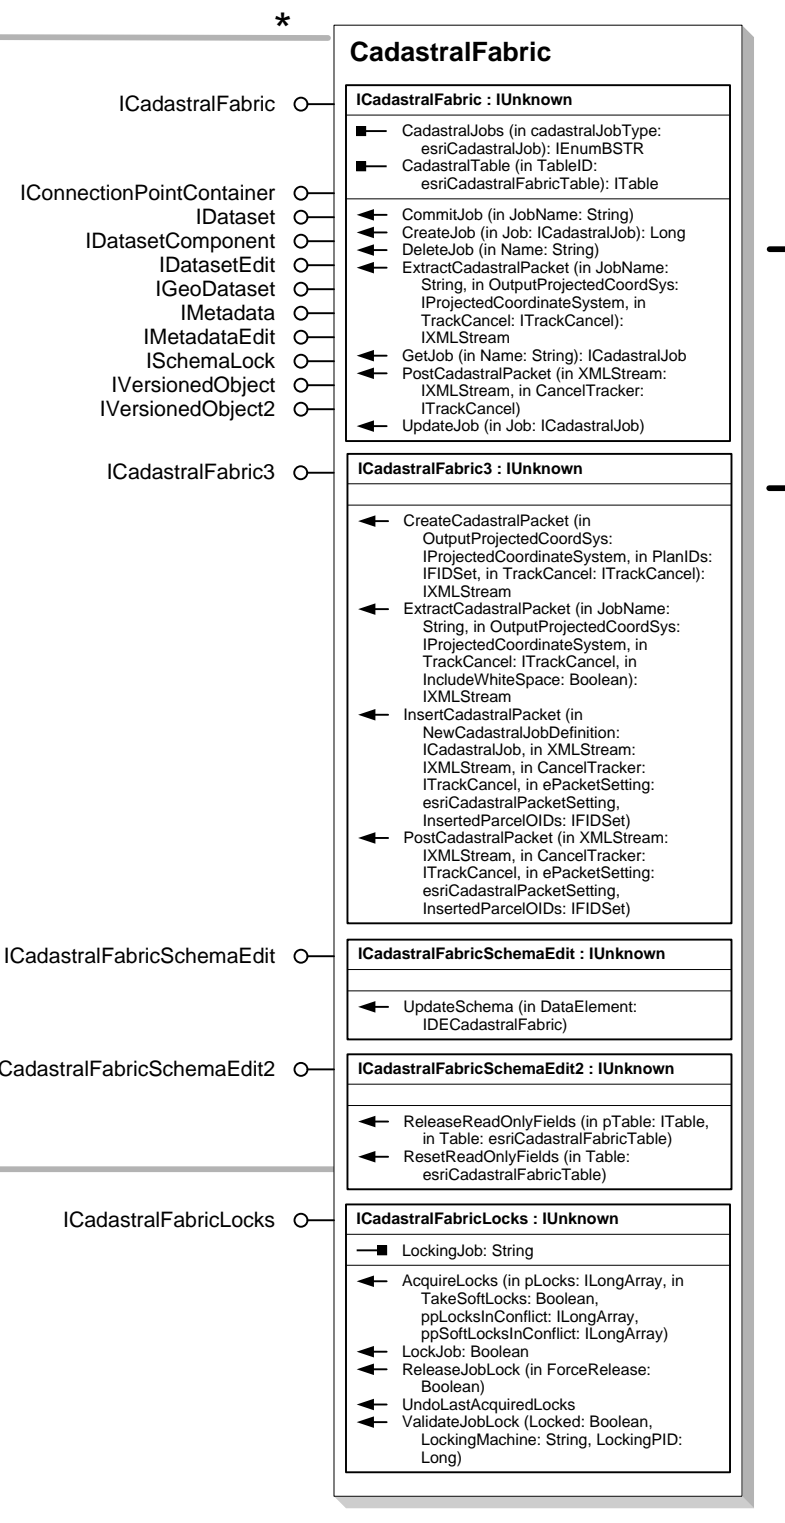 *
CadastralFabric
ICadastralFabric
ICadastralFabric : IUnknown
CadastralJobs (in cadastralJobType:
esriCadastralJob): IEnumBSTR
CadastralTable (in TableID:
esriCadastralFabricTable): ITable
IConnectionPointContainer
IDataset
IDatasetComponent
IDatasetEdit
IGeoDataset
IMetadata
IMetadataEdit
ISchemaLock
IVersionedObject
IVersionedObject2
CommitJob (in JobName: String)
CreateJob (in Job: ICadastralJob): Long
DeleteJob (in Name: String)
ExtractCadastralPacket (in JobName:
String, in OutputProjectedCoordSys:
IProjectedCoordinateSystem, in
TrackCancel: ITrackCancel):
IXMLStream
GetJob (in Name: String): ICadastralJob
PostCadastralPacket (in XMLStream:
IXMLStream, in CancelTracker:
ITrackCancel)
UpdateJob (in Job: ICadastralJob)
ICadastralFabric3
ICadastralFabric3 : IUnknown
CreateCadastralPacket (in
OutputProjectedCoordSys:
IProjectedCoordinateSystem, in PlanIDs:
IFIDSet, in TrackCancel: ITrackCancel):
IXMLStream
ExtractCadastralPacket (in JobName:
String, in OutputProjectedCoordSys:
IProjectedCoordinateSystem, in
TrackCancel: ITrackCancel, in
IncludeWhiteSpace: Boolean):
IXMLStream
InsertCadastralPacket (in
NewCadastralJobDefinition:
ICadastralJob, in XMLStream:
IXMLStream, in CancelTracker:
ITrackCancel, in ePacketSetting:
esriCadastralPacketSetting,
InsertedParcelOIDs: IFIDSet)
PostCadastralPacket (in XMLStream:
IXMLStream, in CancelTracker:
ITrackCancel, in ePacketSetting:
esriCadastralPacketSetting,
InsertedParcelOIDs: IFIDSet)
ICadastralFabricSchemaEdit
ICadastralFabricSchemaEdit : IUnknown
UpdateSchema (in DataElement:
IDECadastralFabric)
CadastralFabricSchemaEdit2
ICadastralFabricSchemaEdit2 : IUnknown
ReleaseReadOnlyFields (in pTable: ITable,
in Table: esriCadastralFabricTable)
ResetReadOnlyFields (in Table:
esriCadastralFabricTable)
ICadastralFabricLocks
ICadastralFabricLocks : IUnknown
LockingJob: String
AcquireLocks (in pLocks: ILongArray, in
TakeSoftLocks: Boolean,
ppLocksInConflict: ILongArray,
ppSoftLocksInConflict: ILongArray)
LockJob: Boolean
ReleaseJobLock (in ForceRelease:
Boolean)
UndoLastAcquiredLocks
ValidateJobLock (Locked: Boolean,
LockingMachine: String, LockingPID:
Long)